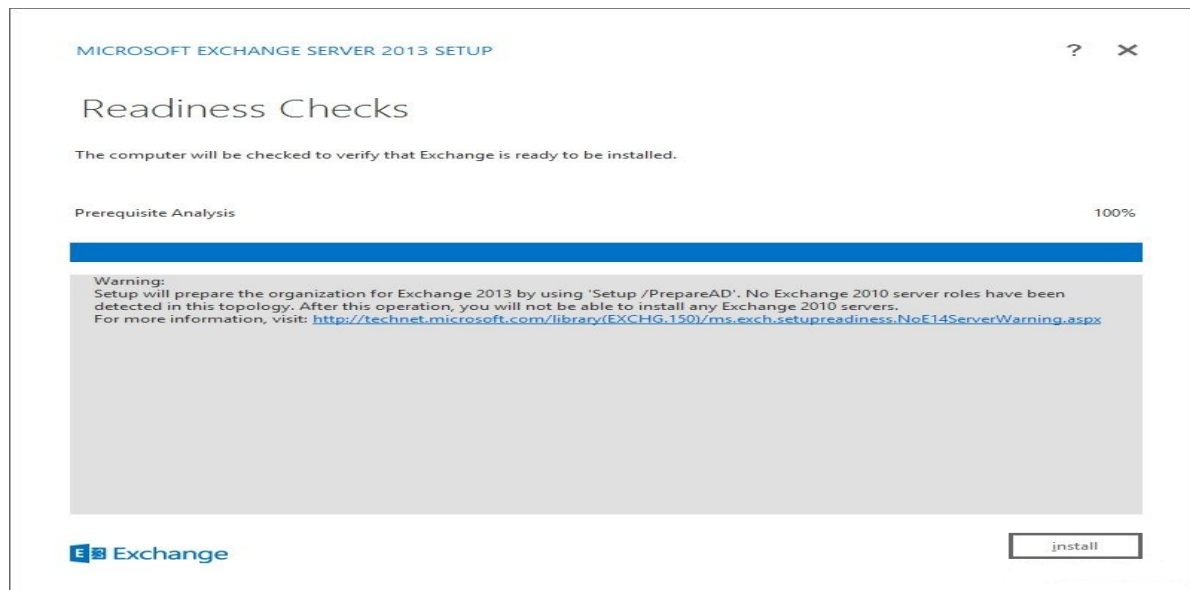 MICROSOFT EXCHANGE SERVER 2013 SETUP
?
Readiness Checks
The computer will be checked to verify that Exchange is ready to be installed.
Prerequisite Analysis 100%
Warning:
Setup will prepare the organization for Exchange 2013 by using 'Setup /PrepareAD'. No Exchange 2010 server roles have been
detected in this topology. After this operation, you will not be able to install any Exchange 2010 servers.
For more information, visit: http://technet.microsoft.com/library(EXCHG.150)/ms.exch.setupreadiness.NoE14ServerWarning.aspx
E Exchange
install